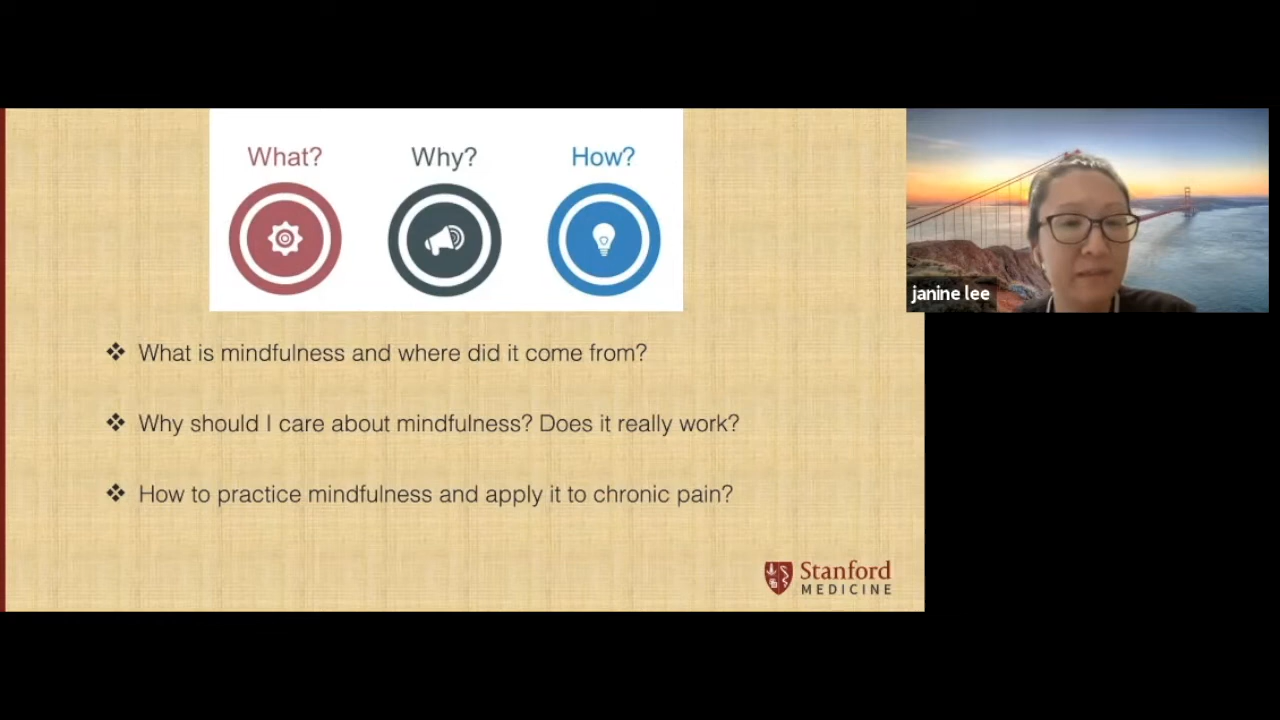 What? Why? How?
janine lee
❖ What is mindfulness and where did it come from?
❖ Why should I care about mindfulness? Does it really work?
❖ How to practice mindfulness and apply it to chronic pain?
Stanford
MEDICINE